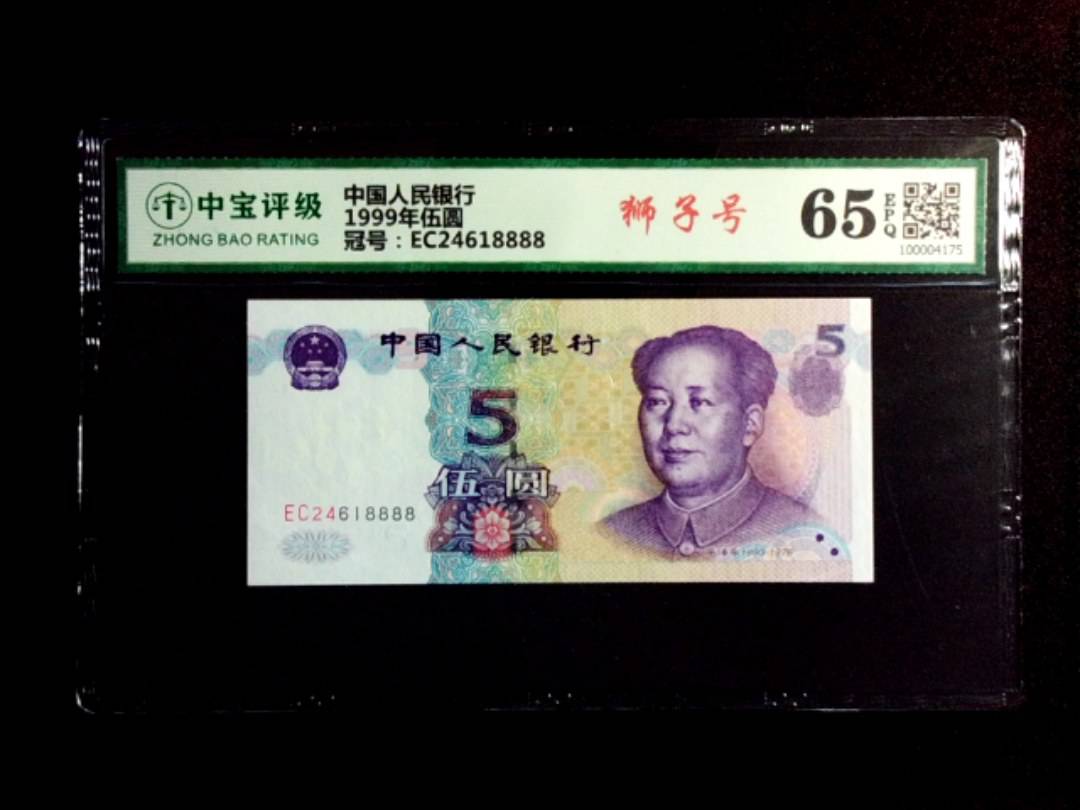 中宝评级
ZHONG BAO RATING
中国人民银行
1999年伍圆
冠号：EC24618888
狮子号
65
EPQ
100004175
中国人民银行
5
5
伍圆
EC24618888